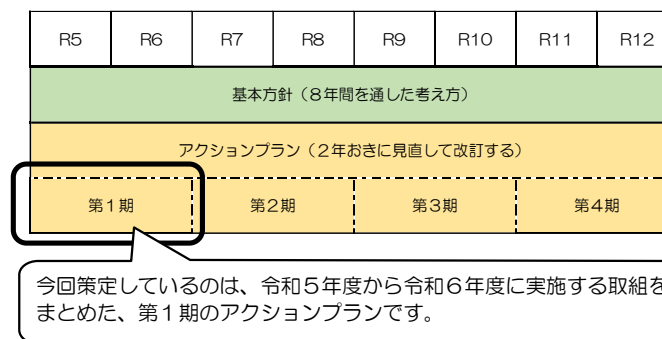 R5 R6 R7 R8 R9 R10 R11 R12
基本方針（８年間を通した考え方）
アクションプラン（２年おきに見直して改訂する）
第１期 第２期 第３期 第４期
今回策定しているのは、令和５年度から令和６年度に実施する取組を
まとめた、第１期のアクションプランです。